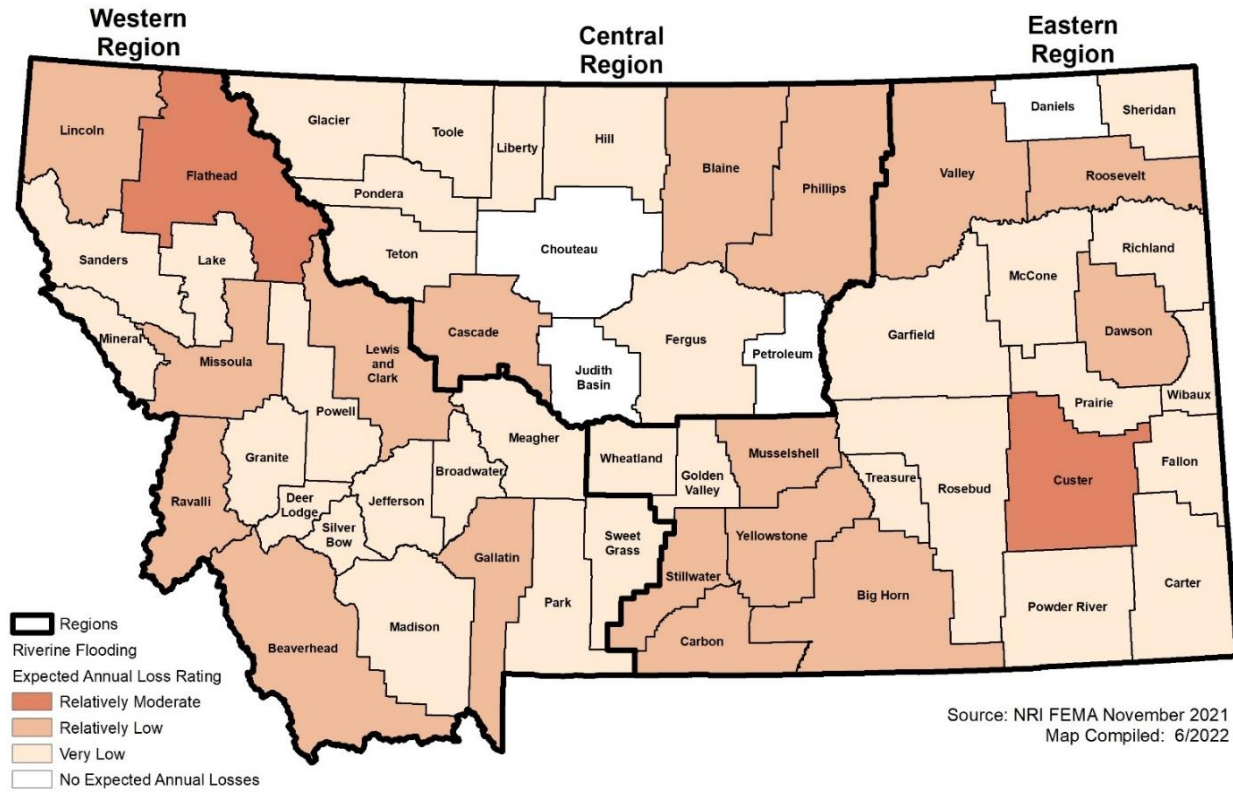 Western
Region
Central
Region
Eastern
Region
Lincoln
Flathead
Glacier
Toole
Liberty
Hill
Blaine
Phillips
Valley
Daniels
Sheridan
Roosevelt
Pondera
Teton
Chouteau
Sanders
Lake
Richland
McCone
Mineral
Missoula
Lewis
and
Clark
Cascade
Judith
Basin
Fergus
Petroleum
Garfield
Dawson
Powell
Prairie
Wibaux
Granite
Meagher
Wheatland
Golden
Valley
Musselshell
Treasure
Rosebud
Custer
Fallon
Ravalli
Deer
Lodge
Silver
Bow
Jefferson
Broadwater
Gallatin
Sweet
Grass
Yellowstone
Stillwater
Big Horn
Carter
Powder River
Park
Madison
Beaverhead
Carbon
Regions
Riverine Flooding
Expected Annual Loss Rating
Relatively Moderate
Relatively Low
Very Low
No Expected Annual Losses
Source: NRI FEMA November 2021
Map Compiled: 6/2022